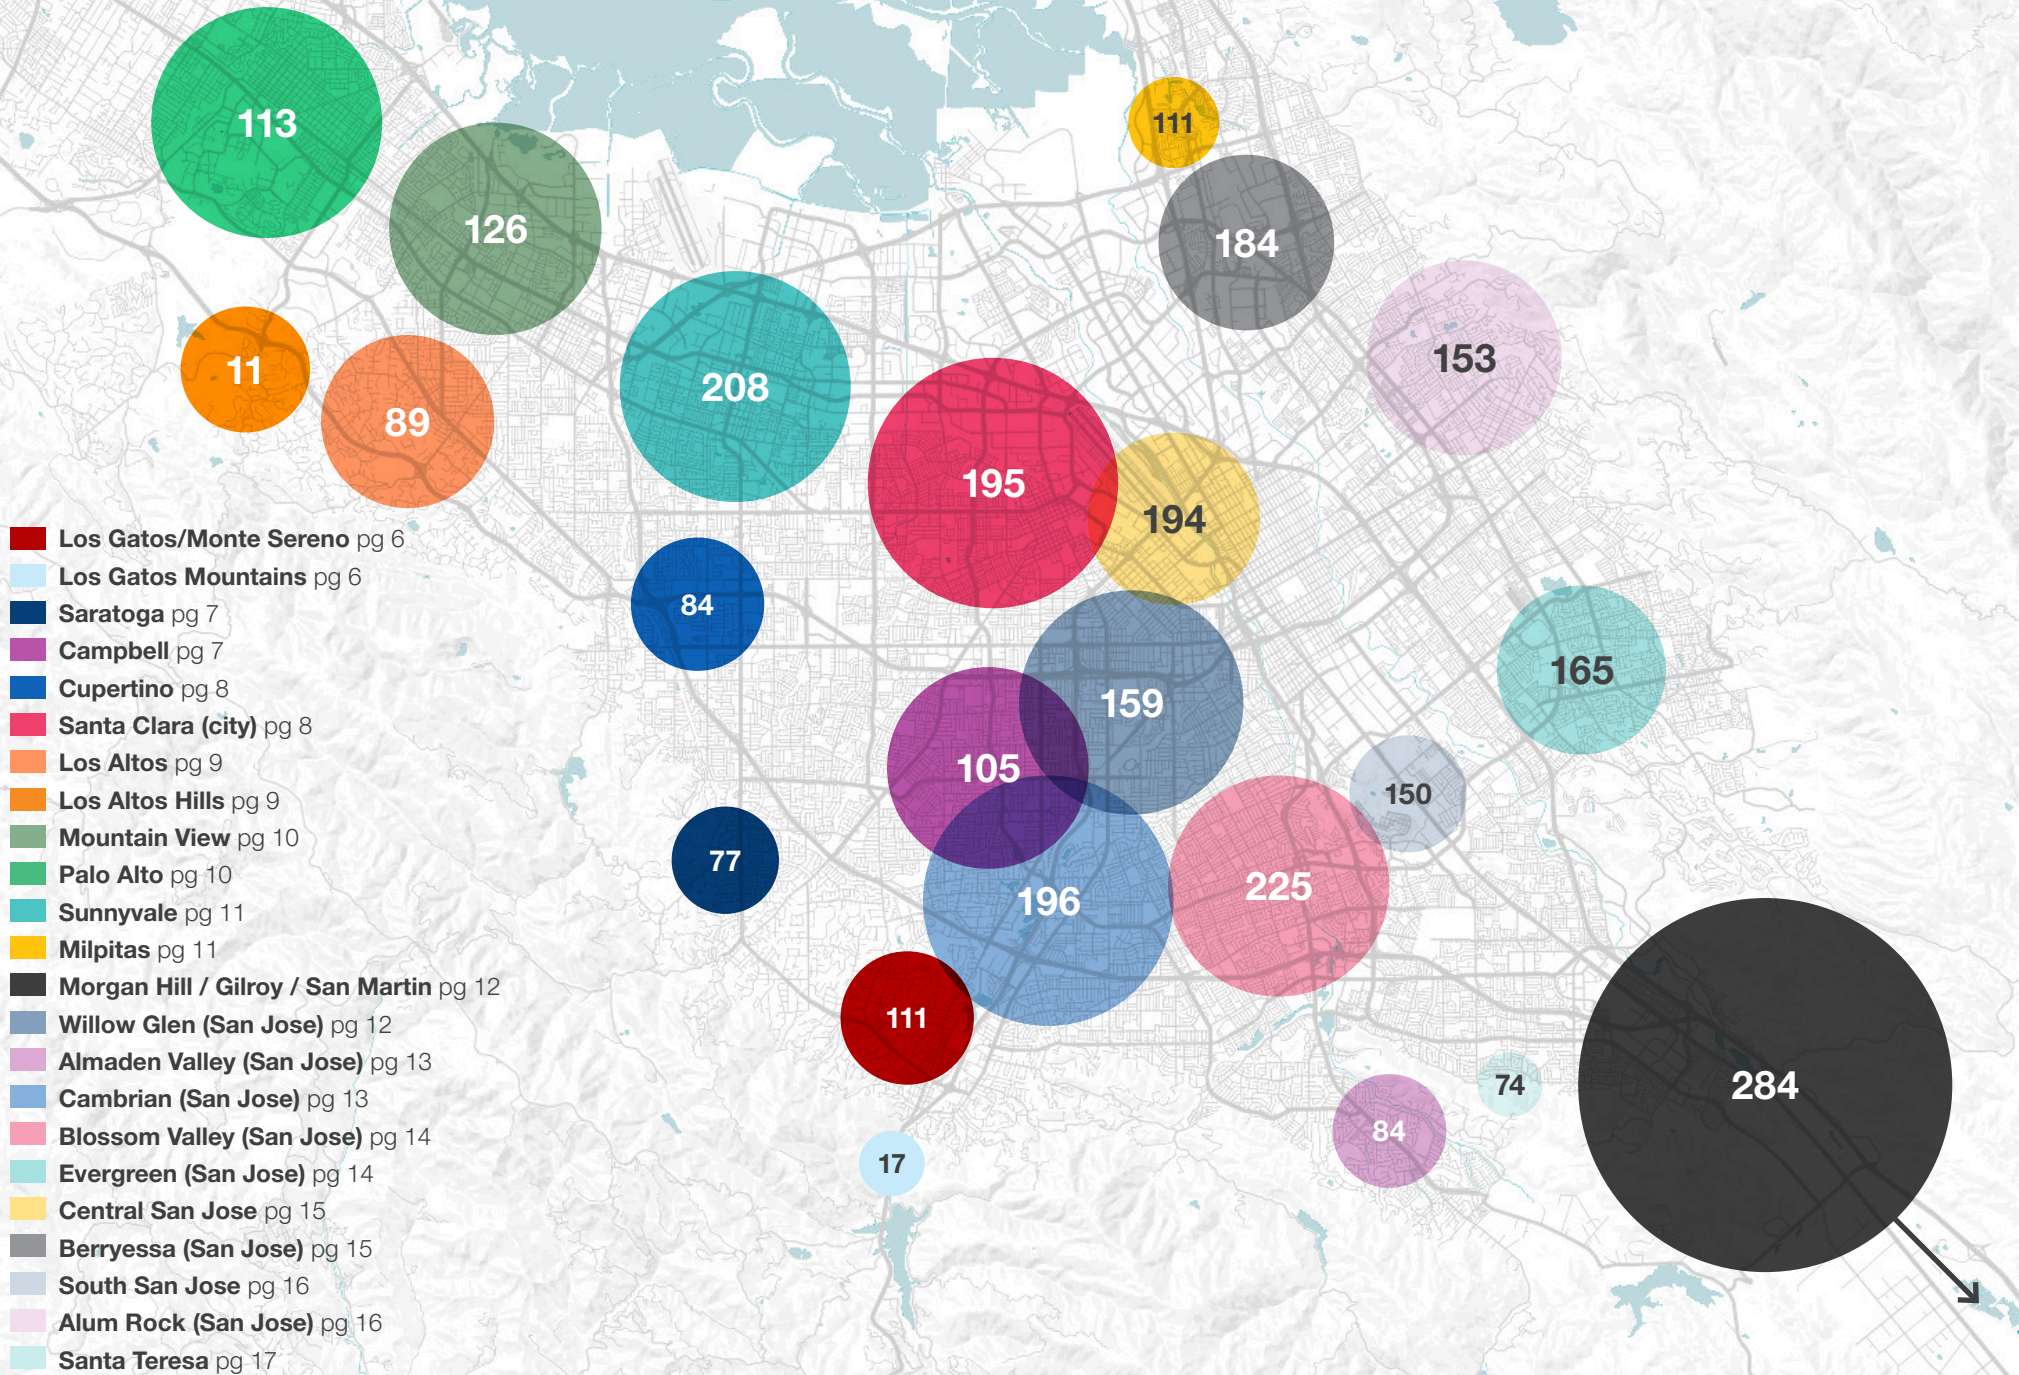 113
111
126
184
153
11
208
89
195
194
84
165
159
105
150
77
225
196
111
74
284
84
17
Los Gatos/Monte Sereno pg 6
Los Gatos Mountains pg 6
Saratoga pg 7
Campbell pg 7
Cupertino pg 8
Santa Clara (city) pg 8
Los Altos pg 9
Los Altos Hills pg 9
Mountain View pg 10
Palo Alto pg 10
Sunnyvale pg 11
Milpitas pg 11
Morgan Hill / Gilroy / San Martin pg 12
Willow Glen (San Jose) pg 12
Almaden Valley (San Jose) pg 13
Cambrian (San Jose) pg 13
Blossom Valley (San Jose) pg 14
Evergreen (San Jose) pg 14
Central San Jose pg 15
Berryessa (San Jose) pg 15
South San Jose pg 16
Alum Rock (San Jose) pg 16
Santa Teresa pg 17